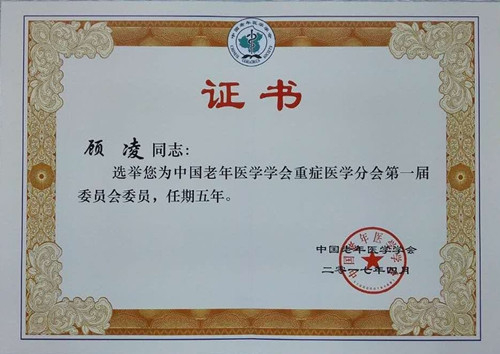 证书
顾凌 同志:
选举您为中国老年医学学会重症医学分会第一届
委员会委员，任期五年。
中国老年医学学会
二〇一七年四月